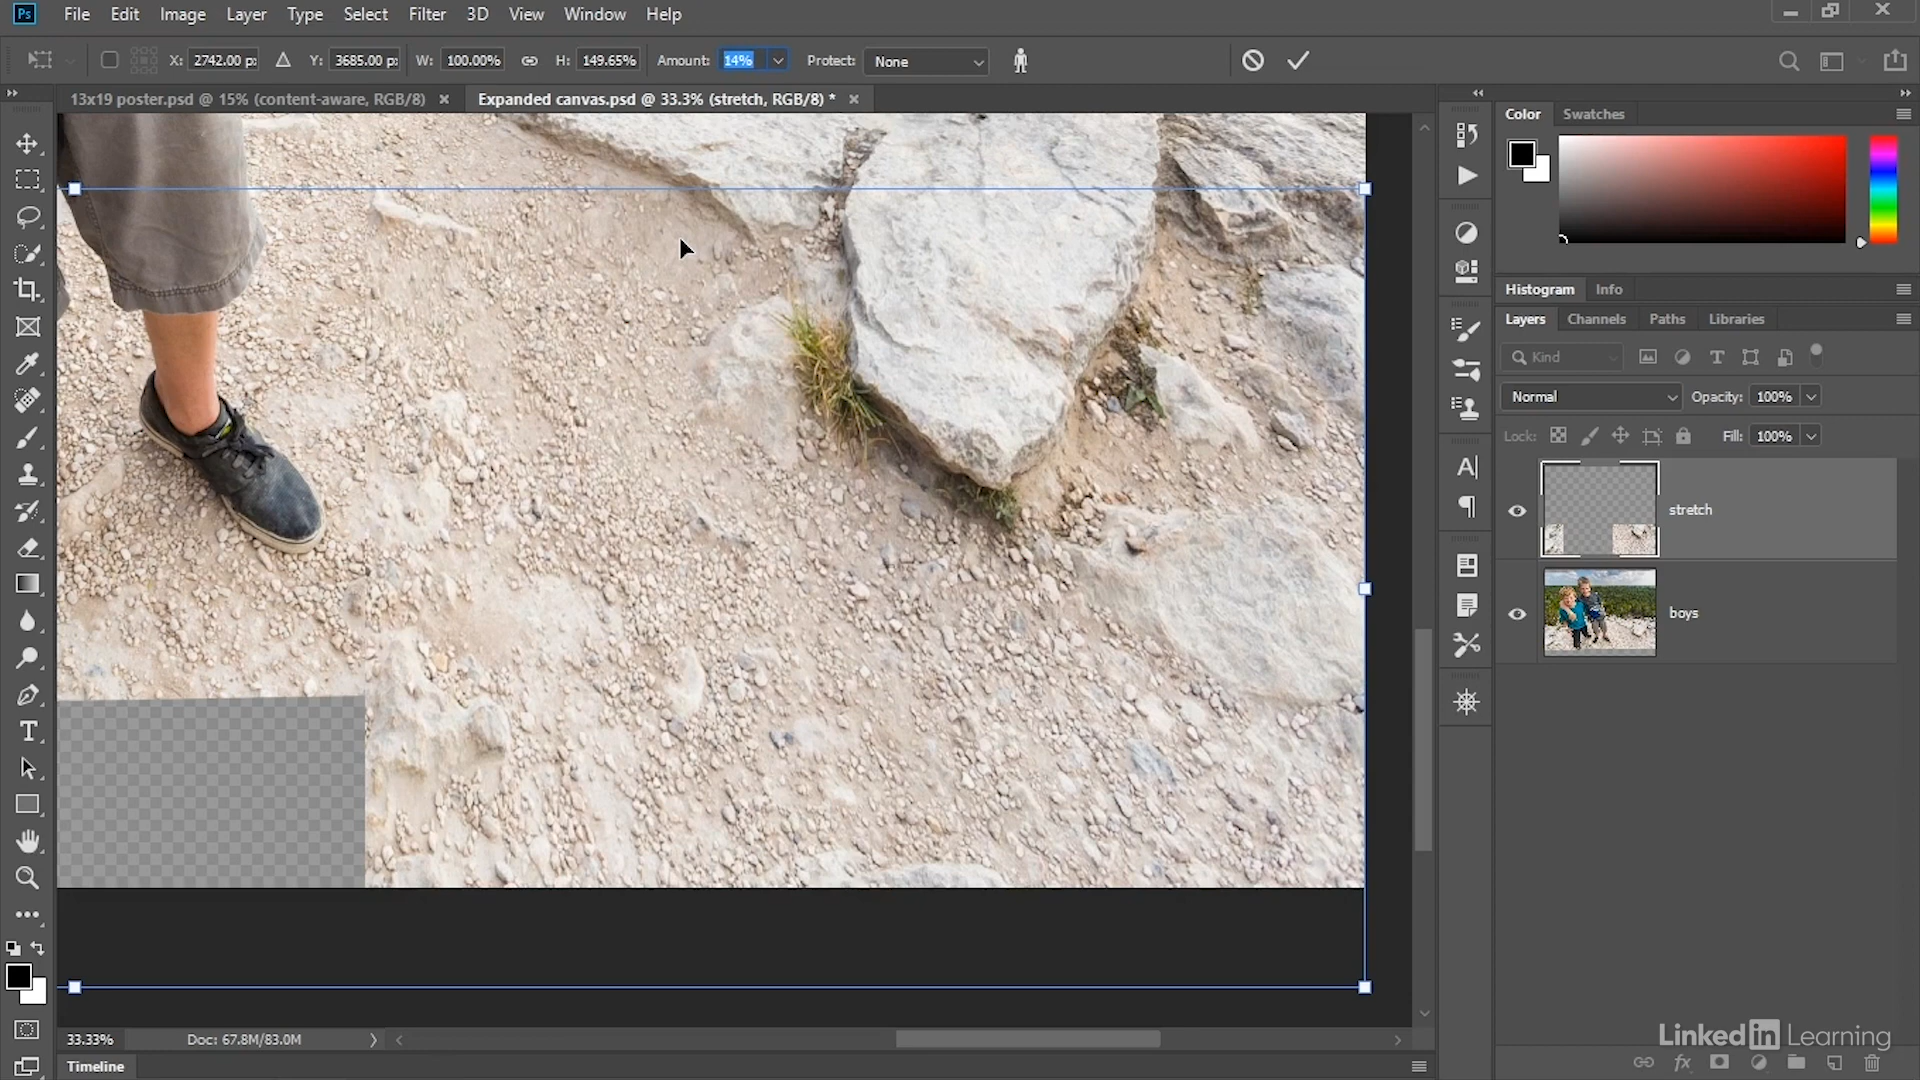 Ps File Edit Image Layer Type Select Filter 3D View Window Help
X: 2742.00 px Y: 3685.00 px W: 100.00% H: 149.65% Amount: 14% Protect: None
13x19 poster.psd @ 15% (content-aware, RGB/8) Expanded canvas.psd @ 33.3% (stretch, RGB/8) *
Color Swatches
Histogram Info
Layers Channels Paths Libraries
Kind
Normal Opacity: 100%
Lock: Fill: 100%
stretch
boys
33.33% Doc: 67.8M/83.0M
Timeline
Linked in Learning